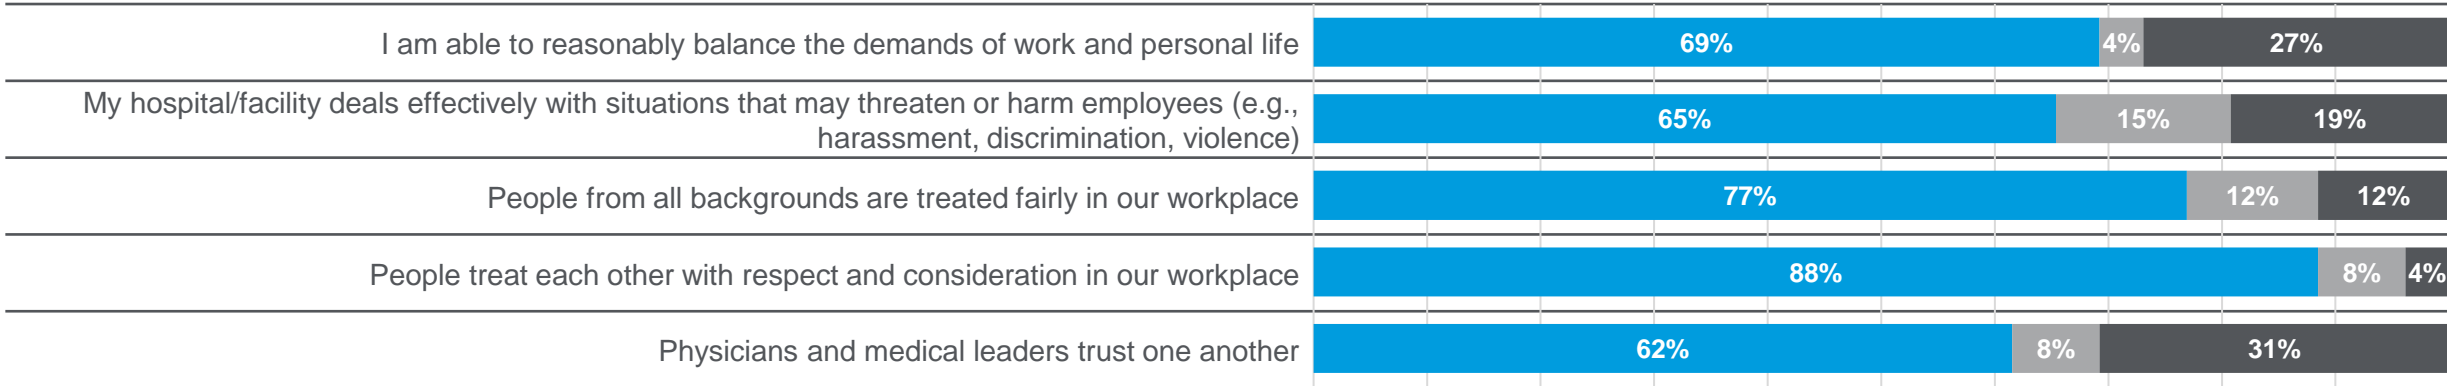 I am able to reasonably balance the demands of work and personal life 69% 4% 27%
My hospital/facility deals effectively with situations that may threaten or harm employees (e.g.,
harassment, discrimination, violence) 65% 15% 19%
People from all backgrounds are treated fairly in our workplace 77% 12% 12%
People treat each other with respect and consideration in our workplace 88% 8% 4%
Physicians and medical leaders trust one another 62% 8% 31%